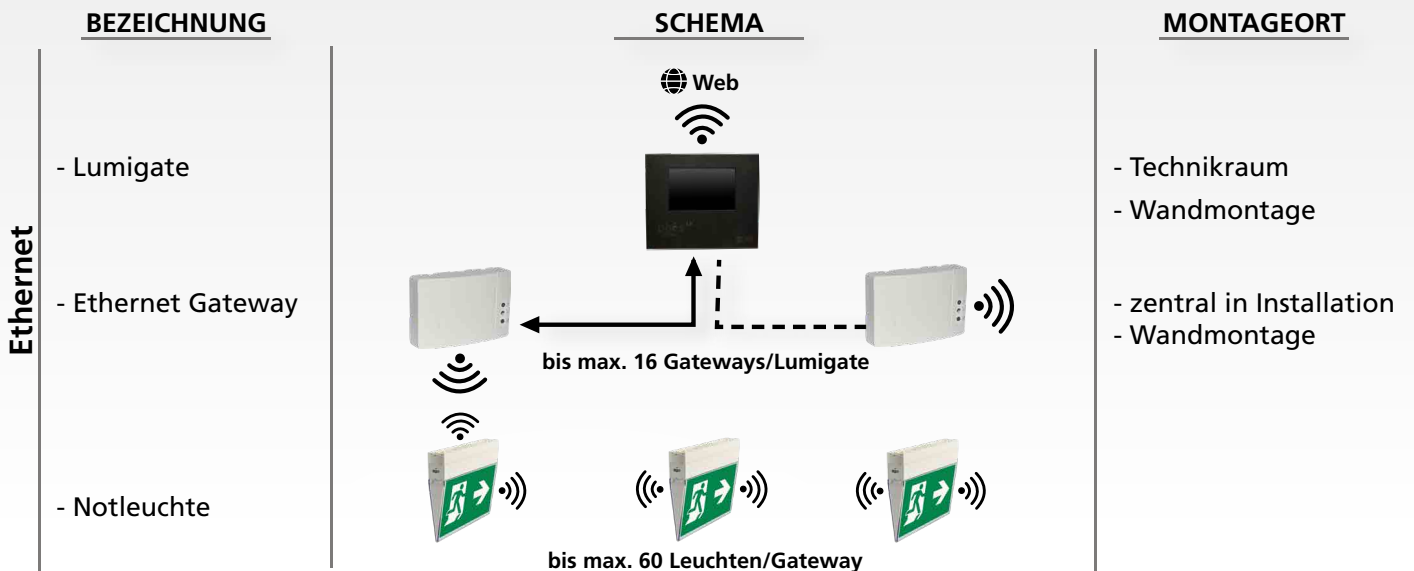 BEZEICHNUNG
SCHEMA
MONTAGEORT
Web
Ethernet
- Lumigate
- Technikraum
- Wandmontage
- Ethernet Gateway
- zentral in Installation
- Wandmontage
bis max. 16 Gateways/Lumigate
- Notleuchte
bis max. 60 Leuchten/Gateway